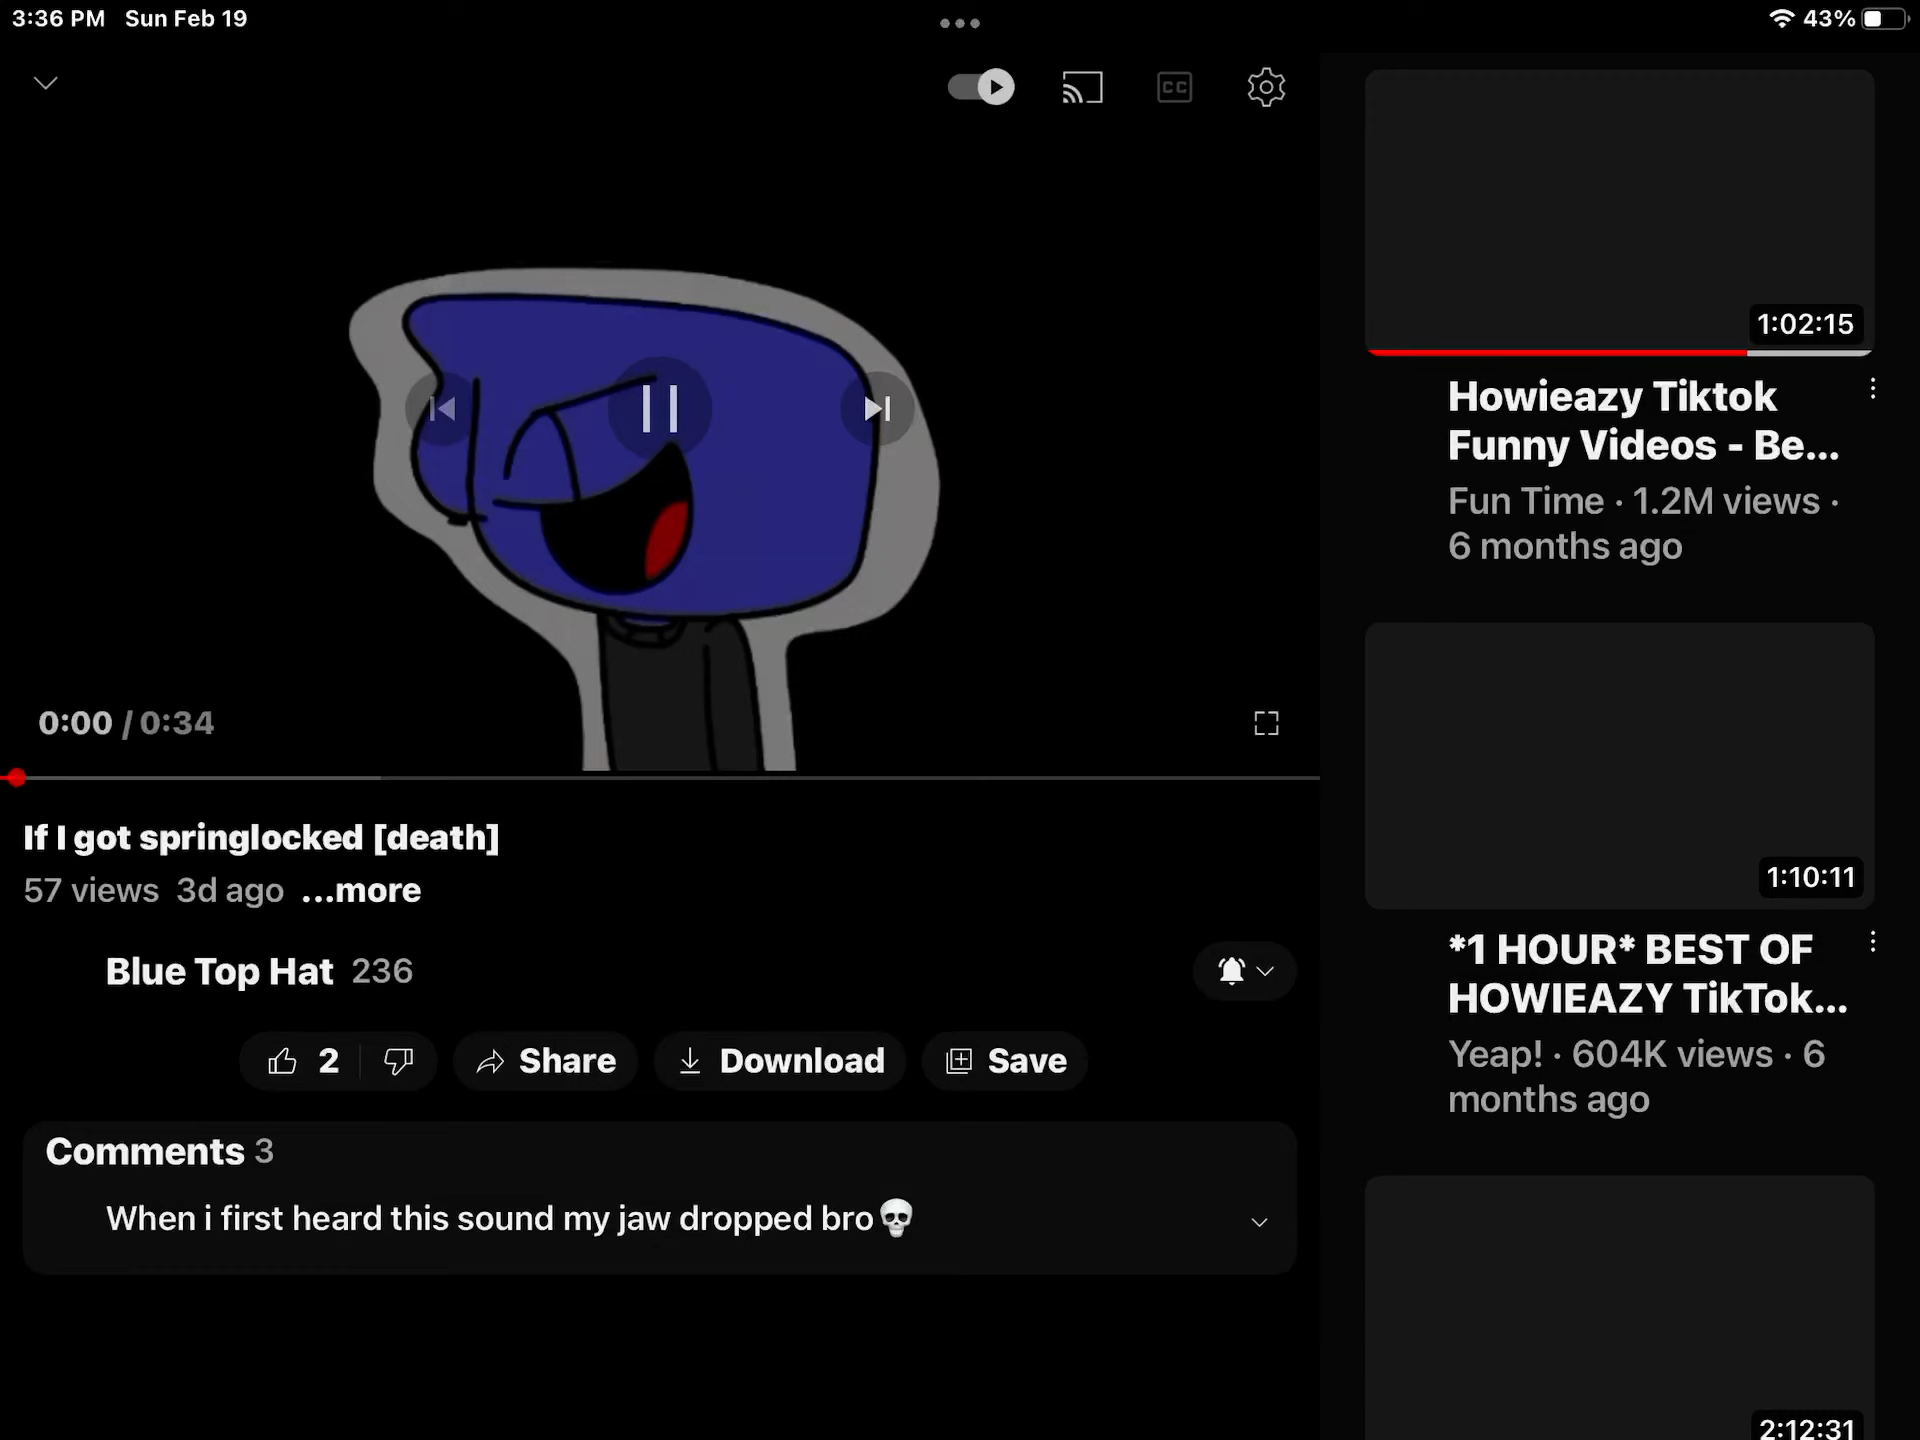 3:36 PM Sun Feb 19
43%
CC
0:00 / 0:34
If I got springlocked [death]
57 views 3d ago ...more
Blue Top Hat 236
2 Share Download Save
Comments 3
When i first heard this sound my jaw dropped bro💀
1:02:15
Howieazy Tiktok
Funny Videos - Be...
Fun Time · 1.2M views ·
6 months ago
1:10:11
*1 HOUR* BEST OF
HOWIEAZY TikTok...
Yeap! · 604K views · 6
months ago
2:12:31